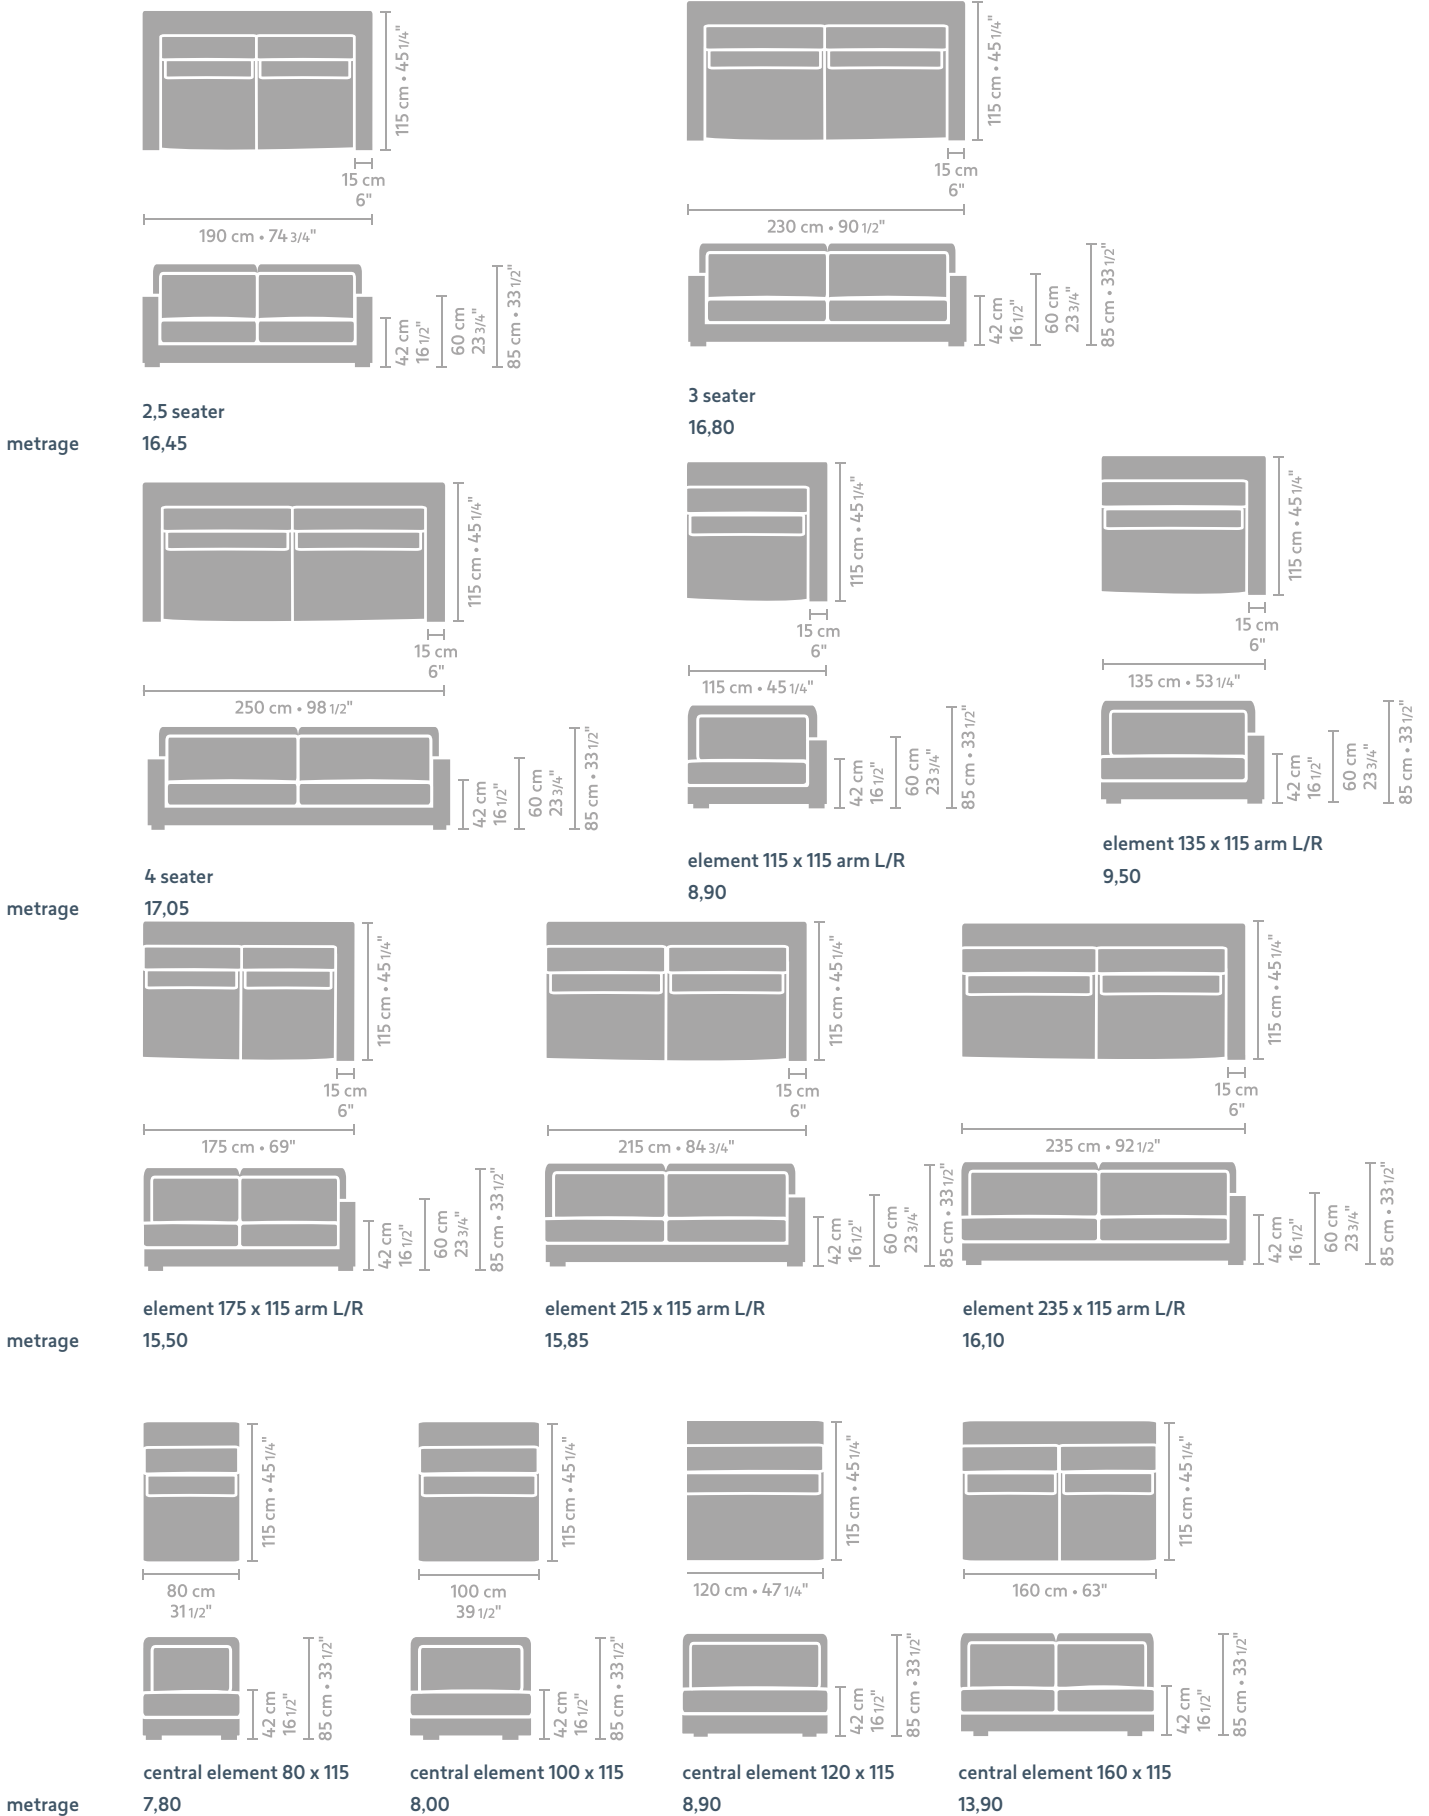 115 cm • 45 1/4"
15 cm
6"
190 cm • 74 3/4"
42 cm
16 1/2"
60 cm
23 3/4"
85 cm • 33 1/2"
2,5 seater
metrage 16,45
115 cm • 45 1/4"
15 cm
6"
230 cm • 90 1/2"
42 cm
16 1/2"
60 cm
23 3/4"
85 cm • 33 1/2"
3 seater
16,80
115 cm • 45 1/4"
15 cm
6"
250 cm • 98 1/2"
42 cm
16 1/2"
60 cm
23 3/4"
85 cm • 33 1/2"
4 seater
metrage 17,05
115 cm • 45 1/4"
15 cm
6"
115 cm • 45 1/4"
42 cm
16 1/2"
60 cm
23 3/4"
85 cm • 33 1/2"
element 115 x 115 arm L/R
8,90
115 cm • 45 1/4"
15 cm
6"
135 cm • 53 1/4"
42 cm
16 1/2"
60 cm
23 3/4"
85 cm • 33 1/2"
element 135 x 115 arm L/R
9,50
115 cm • 45 1/4"
15 cm
6"
175 cm • 69"
42 cm
16 1/2"
60 cm
23 3/4"
85 cm • 33 1/2"
element 175 x 115 arm L/R
metrage 15,50
115 cm • 45 1/4"
15 cm
6"
215 cm • 84 3/4"
42 cm
16 1/2"
60 cm
23 3/4"
85 cm • 33 1/2"
element 215 x 115 arm L/R
15,85
115 cm • 45 1/4"
15 cm
6"
235 cm • 92 1/2"
42 cm
16 1/2"
60 cm
23 3/4"
85 cm • 33 1/2"
element 235 x 115 arm L/R
16,10
115 cm • 45 1/4"
80 cm
31 1/2"
42 cm
16 1/2"
85 cm • 33 1/2"
central element 80 x 115
metrage 7,80
115 cm • 45 1/4"
100 cm
39 1/2"
42 cm
16 1/2"
85 cm • 33 1/2"
central element 100 x 115
8,00
115 cm • 45 1/4"
120 cm • 47 1/4"
42 cm
16 1/2"
85 cm • 33 1/2"
central element 120 x 115
8,90
115 cm • 45 1/4"
160 cm • 63"
42 cm
16 1/2"
85 cm • 33 1/2"
central element 160 x 115
13,90